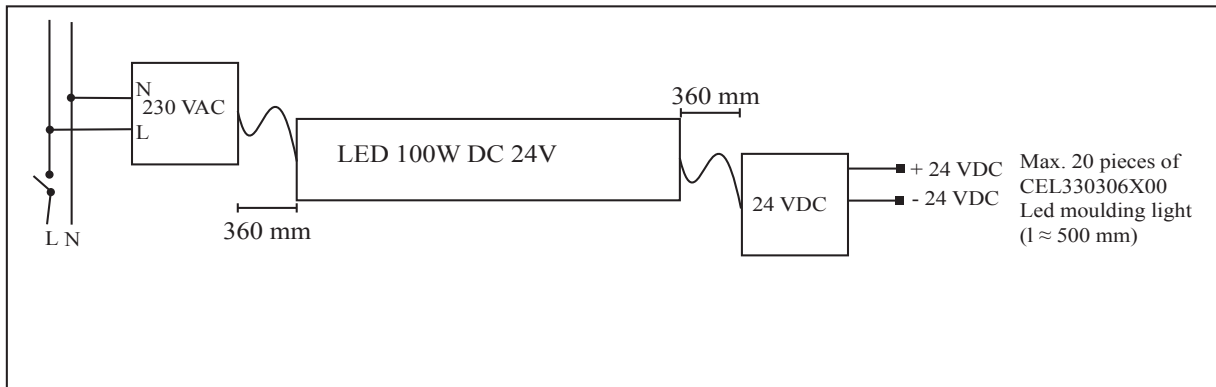 N
230 VAC
L
L N
360 mm
LED 100W DC 24V
360 mm
24 VDC
+ 24 VDC
- 24 VDC
Max. 20 pieces of
CEL330306X00
Led moulding light
(l ≈ 500 mm)